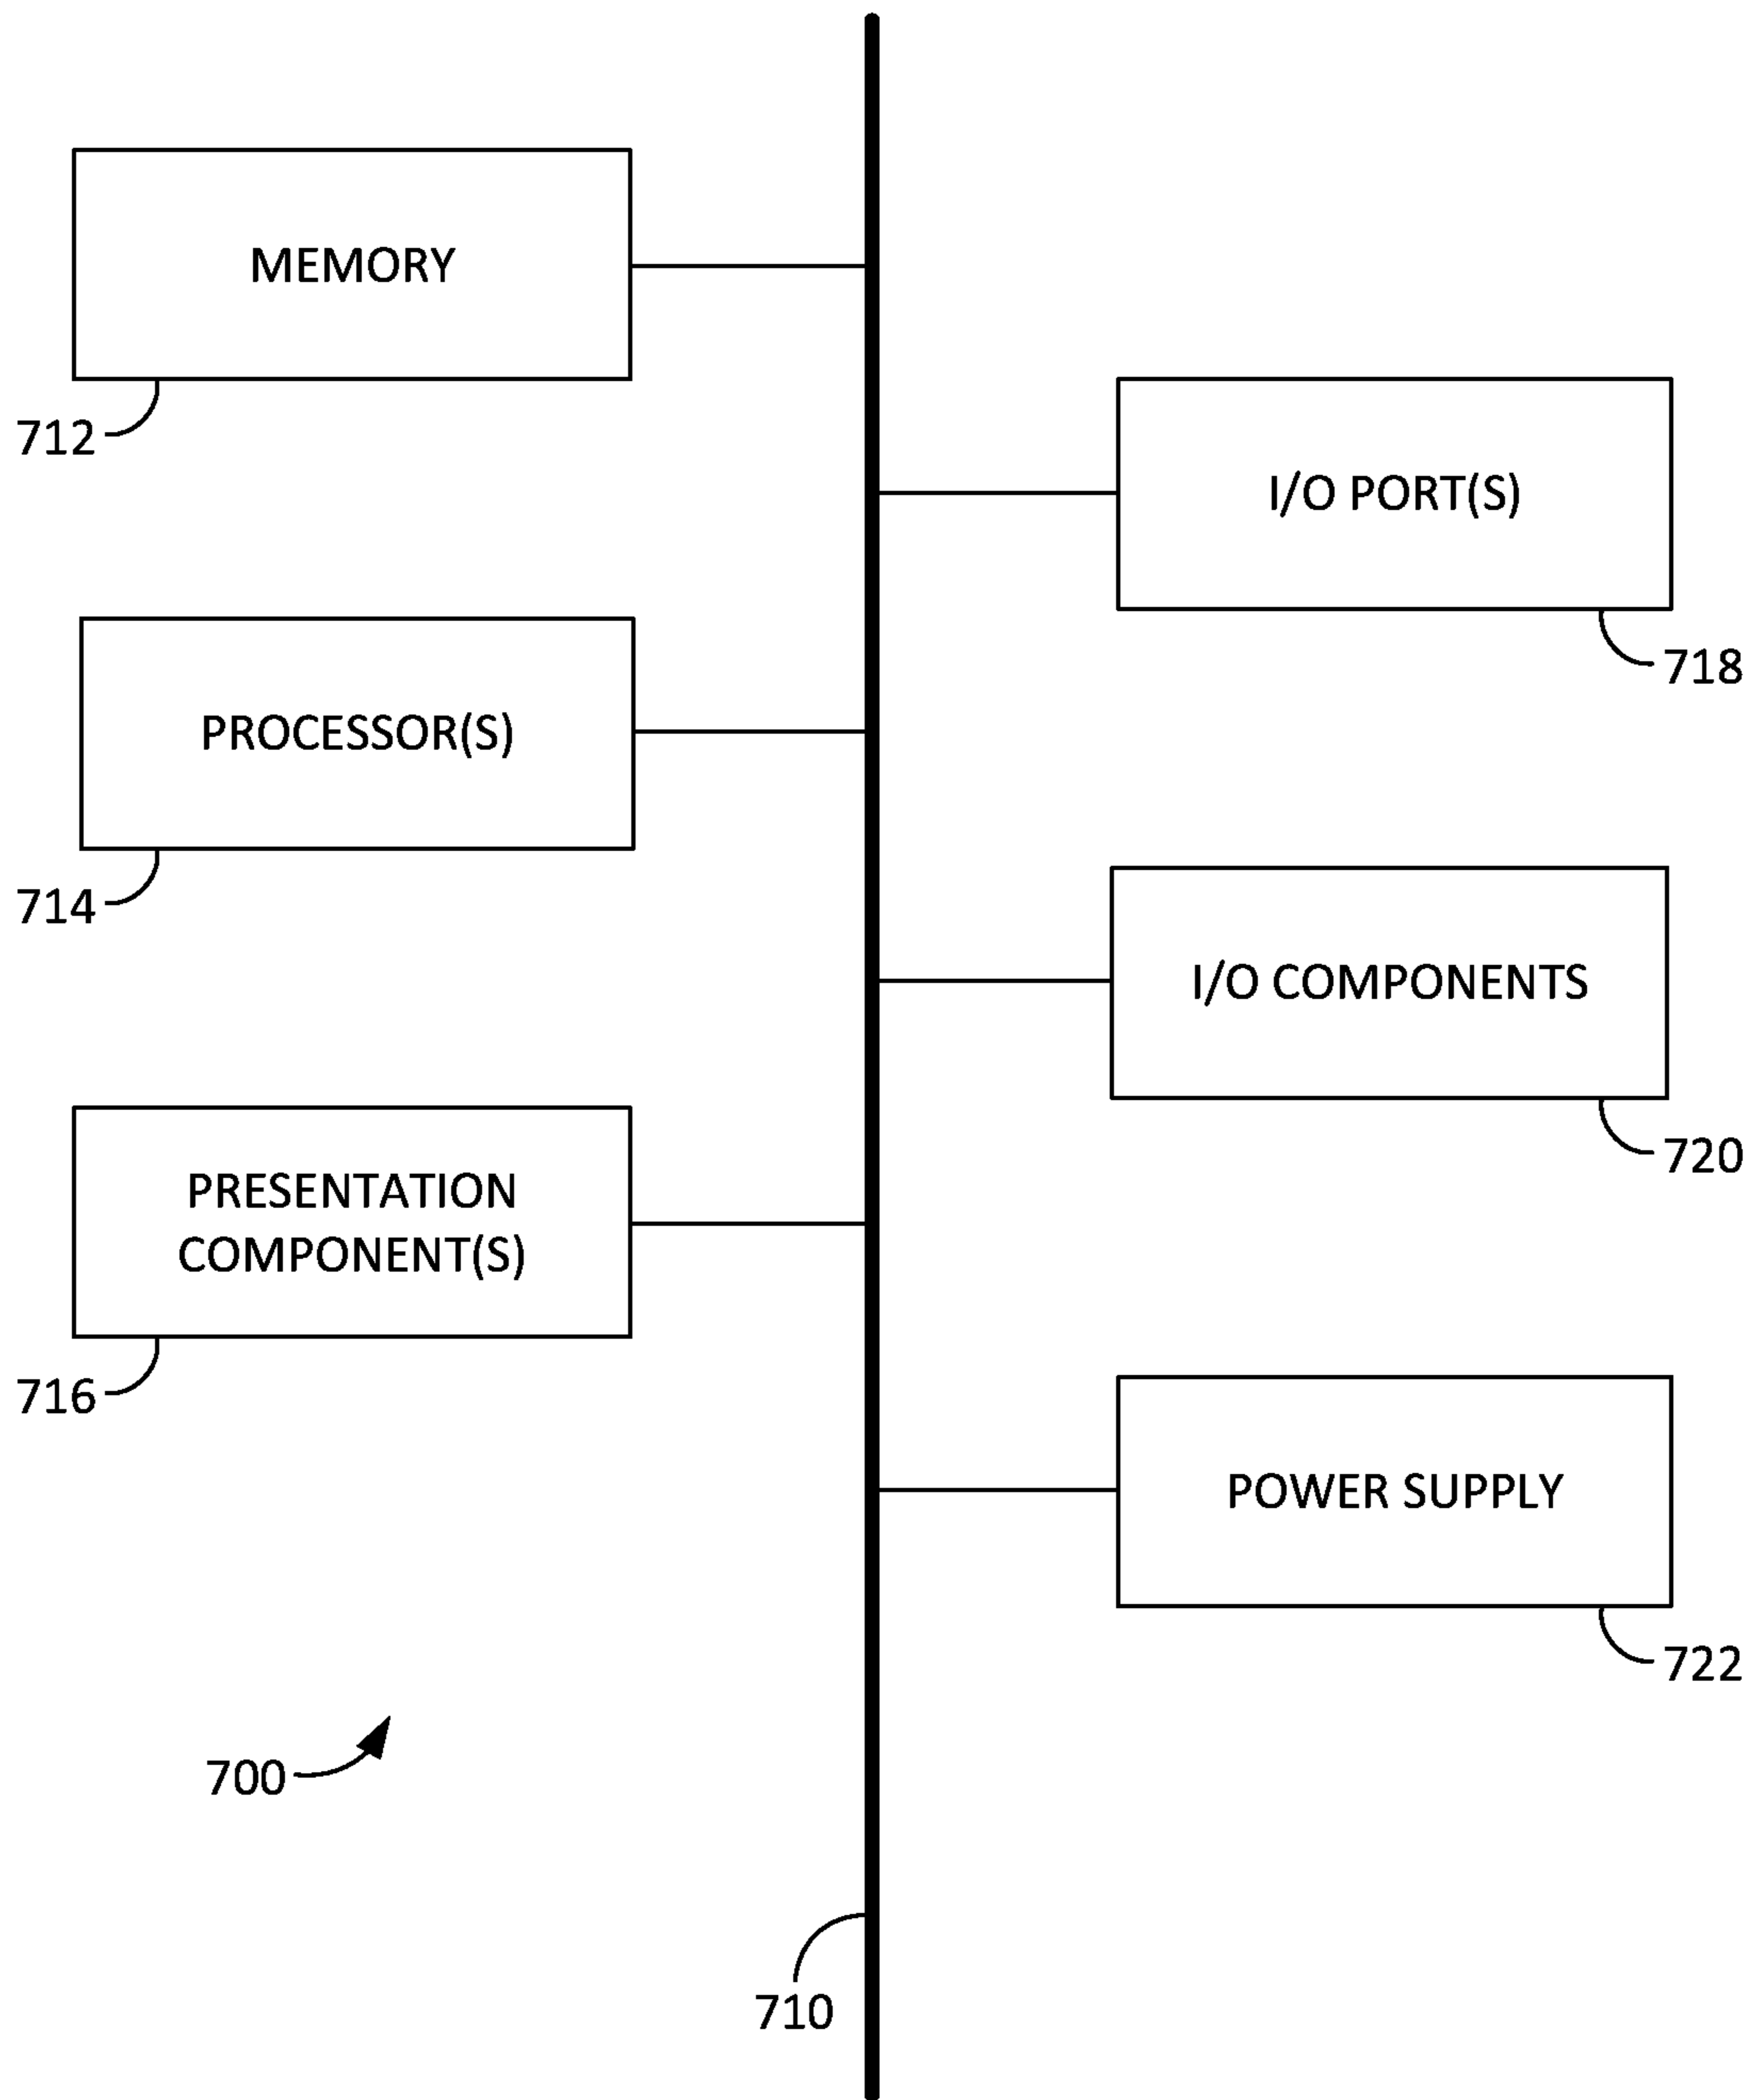 MEMORY
712
I/O PORT(S)
718
PROCESSOR(S)
714
I/O COMPONENTS
720
PRESENTATION
COMPONENT(S)
716
POWER SUPPLY
722
700
710